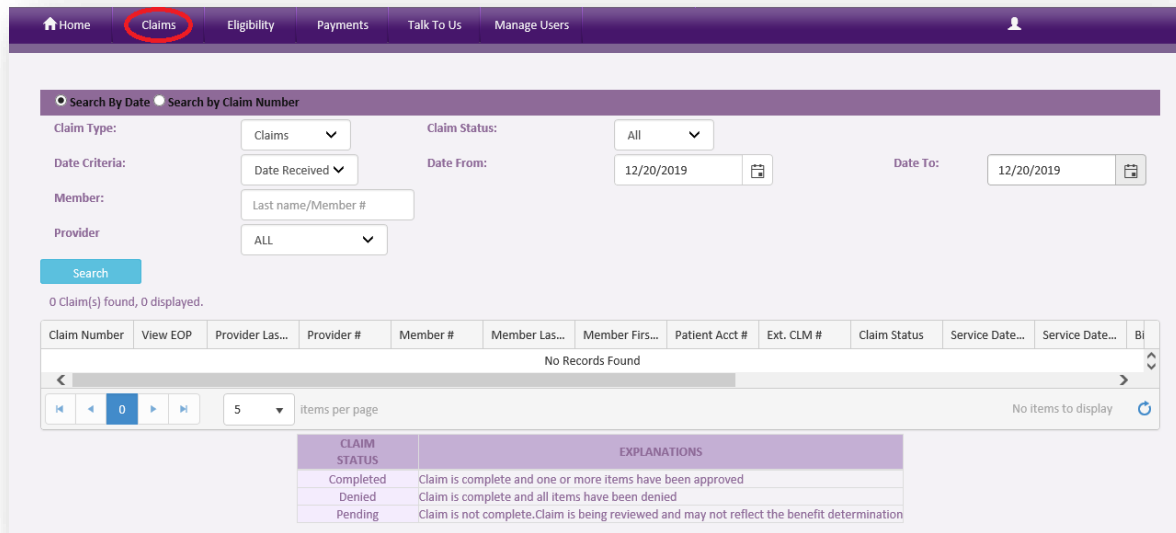 Home Claims Eligibility Payments Talk To Us Manage Users
Search By Date Search by Claim Number
Claim Type: Claims Claim Status: All
Date Criteria: Date Received Date From: 12/20/2019 Date To: 12/20/2019
Member: Last name/Member #
Provider ALL
Search
0 Claim(s) found, 0 displayed.
Claim Number View EOP Provider Las... Provider # Member # Member Las... Member Firs... Patient Acct # Ext. CLM # Claim Status Service Date... Service Date... Bi
No Records Found
0 5 items per page No items to display
CLAIM STATUS EXPLANATIONS
Completed Claim is complete and one or more items have been approved
Denied Claim is complete and all items have been denied
Pending Claim is not complete.Claim is being reviewed and may not reflect the benefit determination